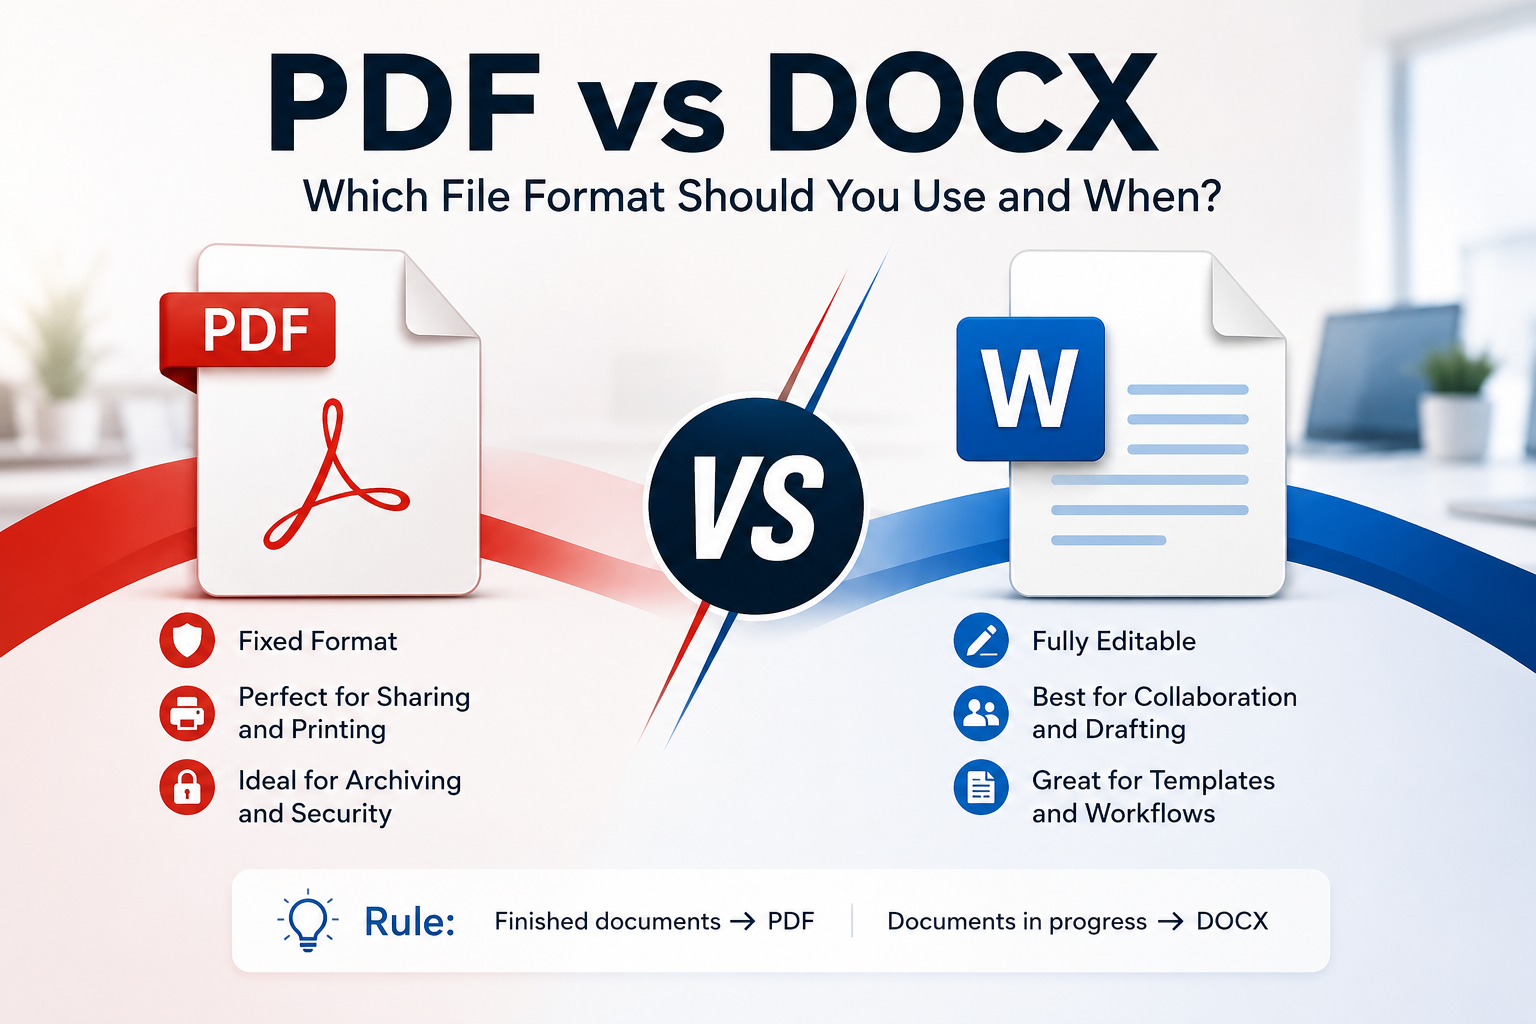 PDF vs DOCX
Which File Format Should You Use and When?
PDF
W
VS
Fixed Format
Perfect for Sharing
and Printing
Ideal for Archiving
and Security
Fully Editable
Best for Collaboration
and Drafting
Great for Templates
and Workflows
Rule: Finished documents → PDF Documents in progress → DOCX